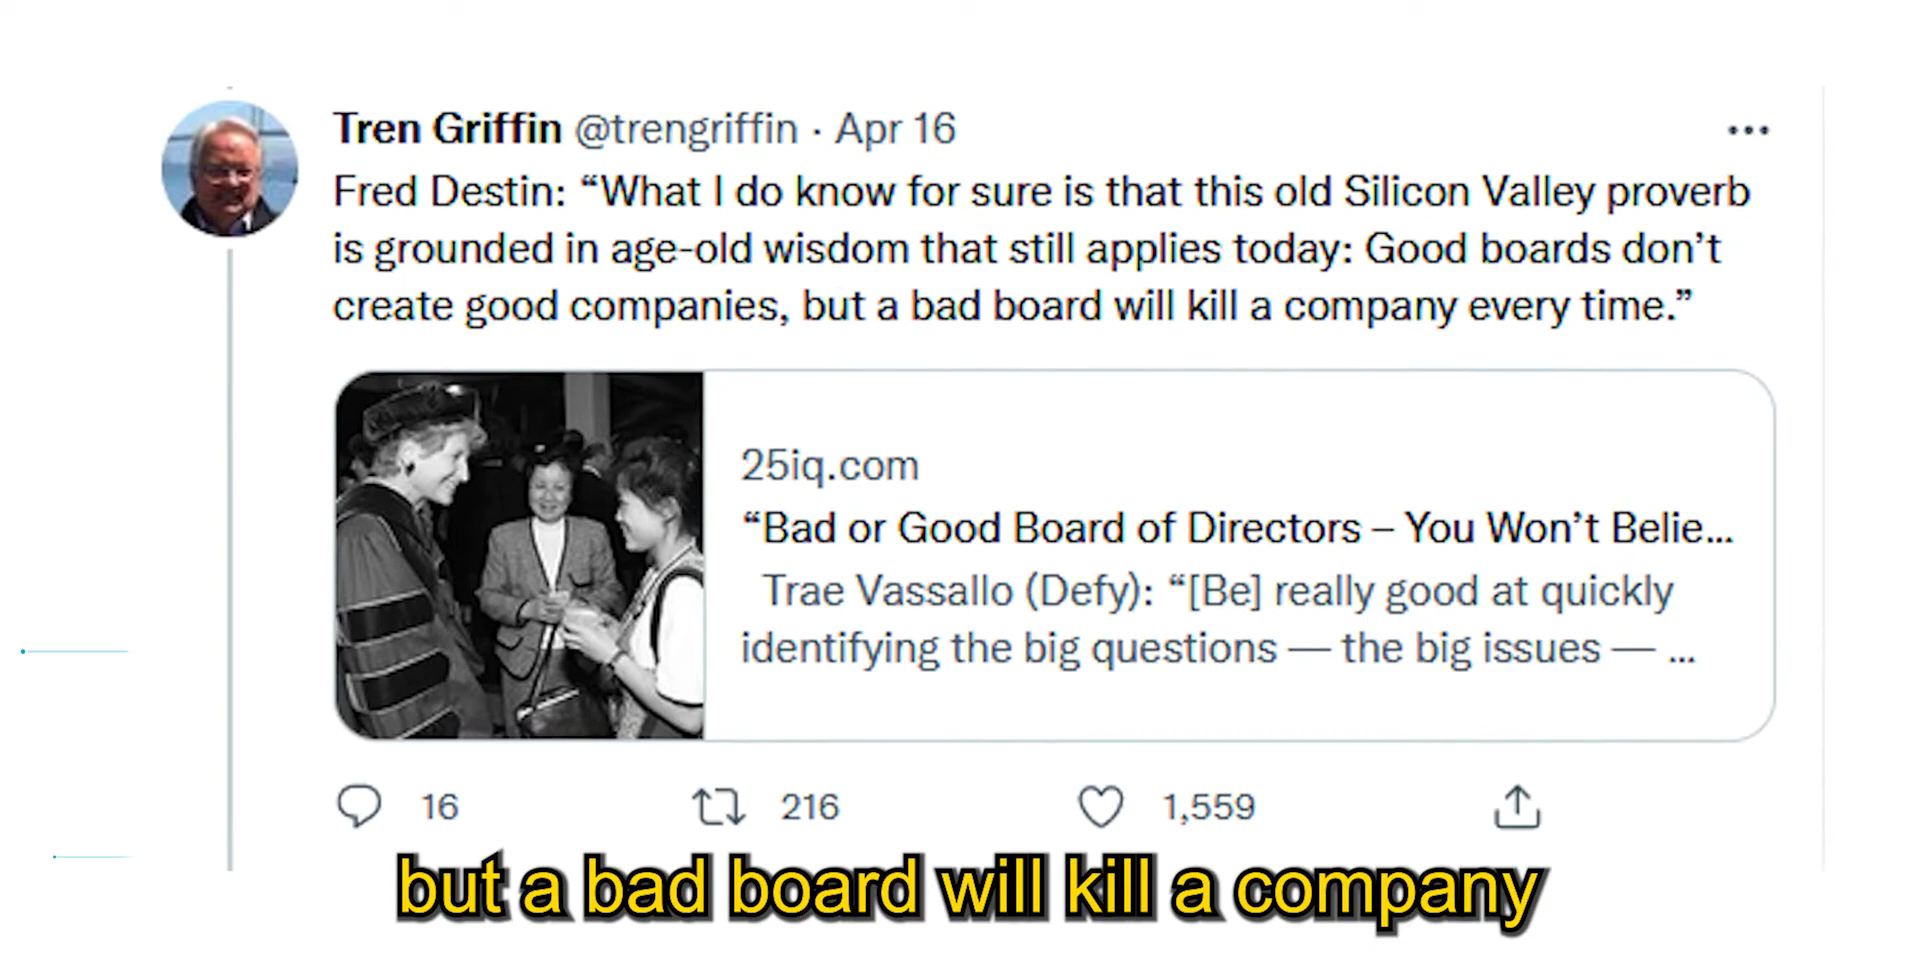 Tren Griffin @trengriffin · Apr 16
Fred Destin: “What I do know for sure is that this old Silicon Valley proverb
is grounded in age-old wisdom that still applies today: Good boards don’t
create good companies, but a bad board will kill a company every time.”
25iq.com
“Bad or Good Board of Directors – You Won’t Belie...
Trae Vassallo (Defy): “[Be] really good at quickly
identifying the big questions — the big issues — ...
16 216 1,559
but a bad board will kill a company